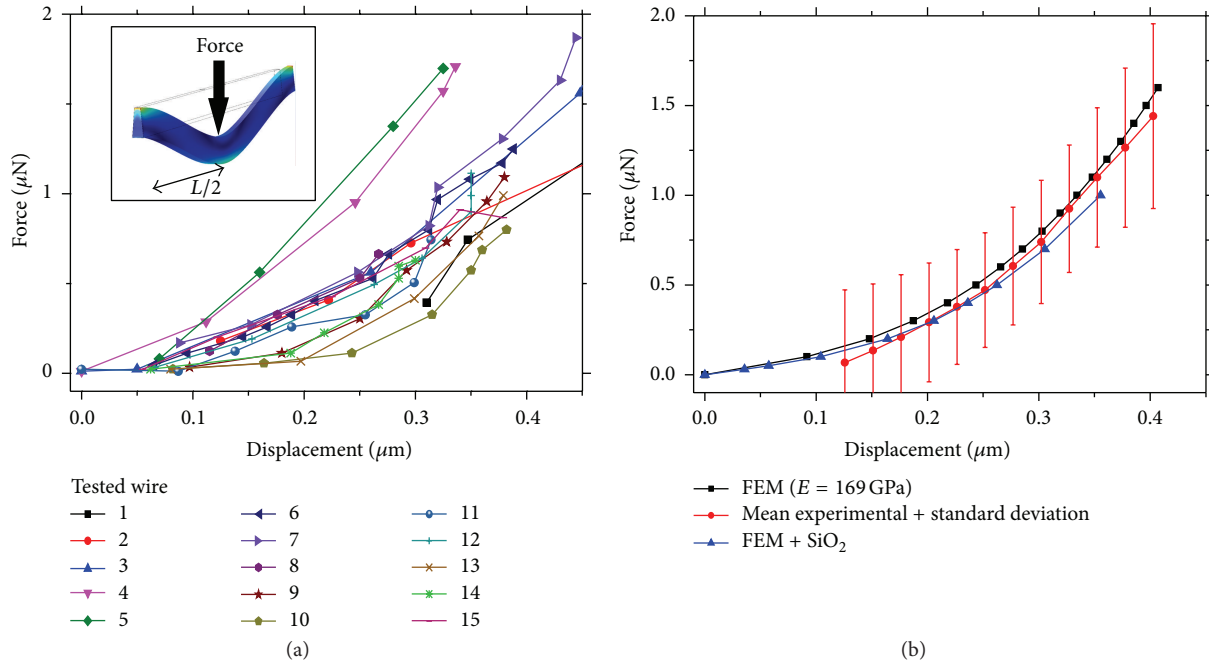 2
1
0
Force (μN)
Force
L/2
0.0 0.1 0.2 0.3 0.4
Displacement (μm)
Tested wire
1 6 11
2 7 12
3 8 13
4 9 14
5 10 15
(a)
2.0
1.5
1.0
0.5
0.0
Force (μN)
0.0 0.1 0.2 0.3 0.4
Displacement (μm)
FEM (E = 169 GPa)
Mean experimental + standard deviation
FEM + SiO₂
(b)